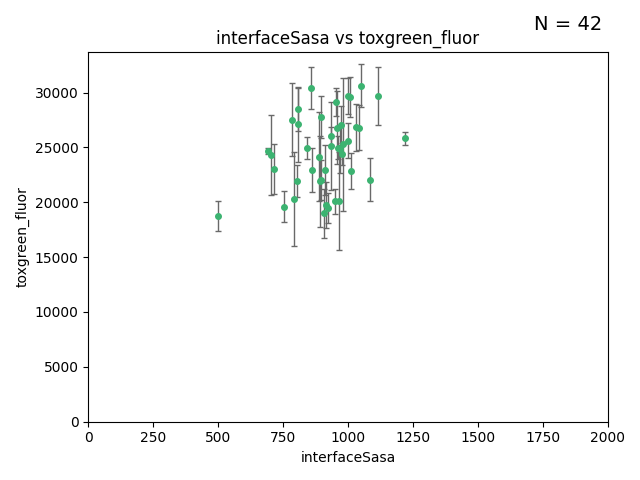 N = 42
interfaceSasa vs toxgreen_fluor
toxgreen_fluor
30000
25000
20000
15000
10000
5000
0
0 250 500 750 1000 1250 1500 1750 2000
interfaceSasa